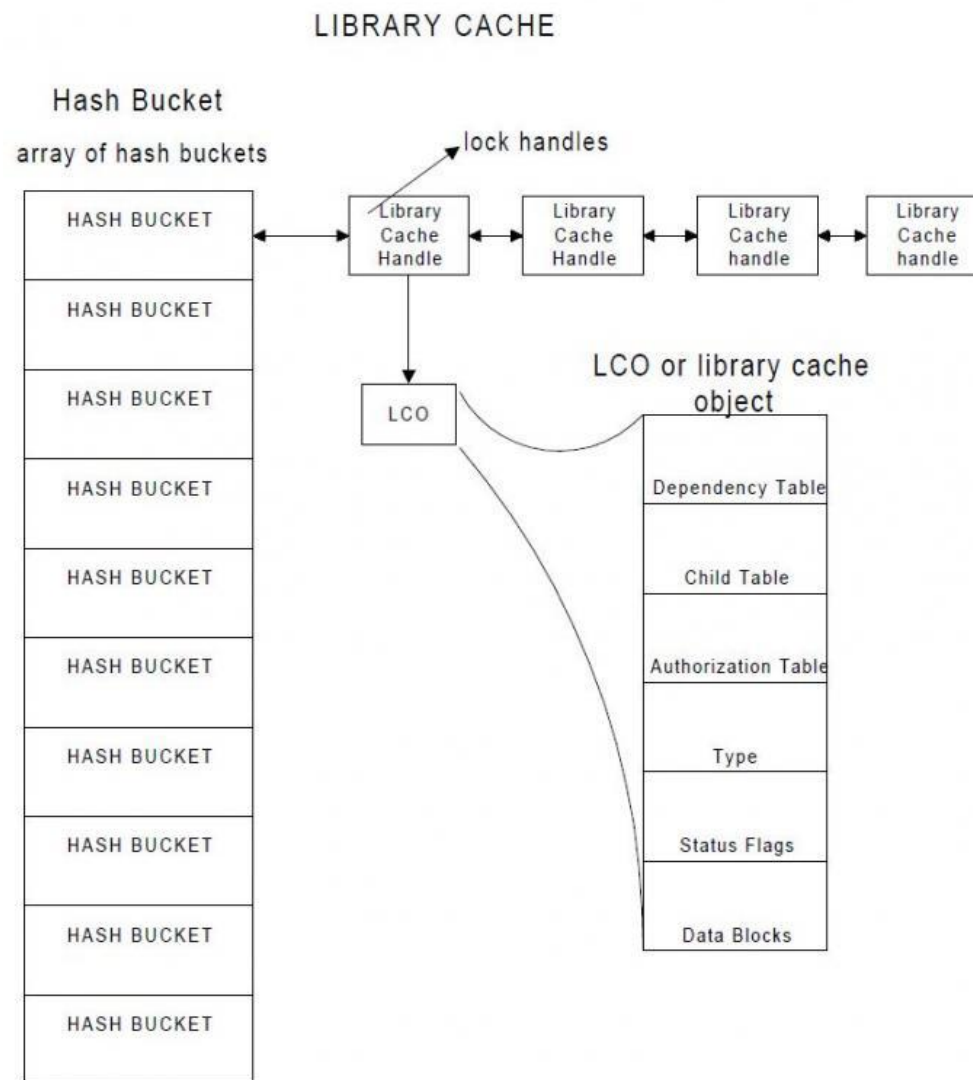 LIBRARY CACHE
Hash Bucket
array of hash buckets
lock handles
HASH BUCKET
Library
Cache
Handle
Library
Cache
Handle
Library
Cache
handle
Library
Cache
handle
HASH BUCKET
HASH BUCKET
LCO
LCO or library cache
object
HASH BUCKET
Dependency Table
HASH BUCKET
Child Table
HASH BUCKET
Authorization Table
HASH BUCKET
Type
HASH BUCKET
Status Flags
HASH BUCKET
Data Blocks
HASH BUCKET